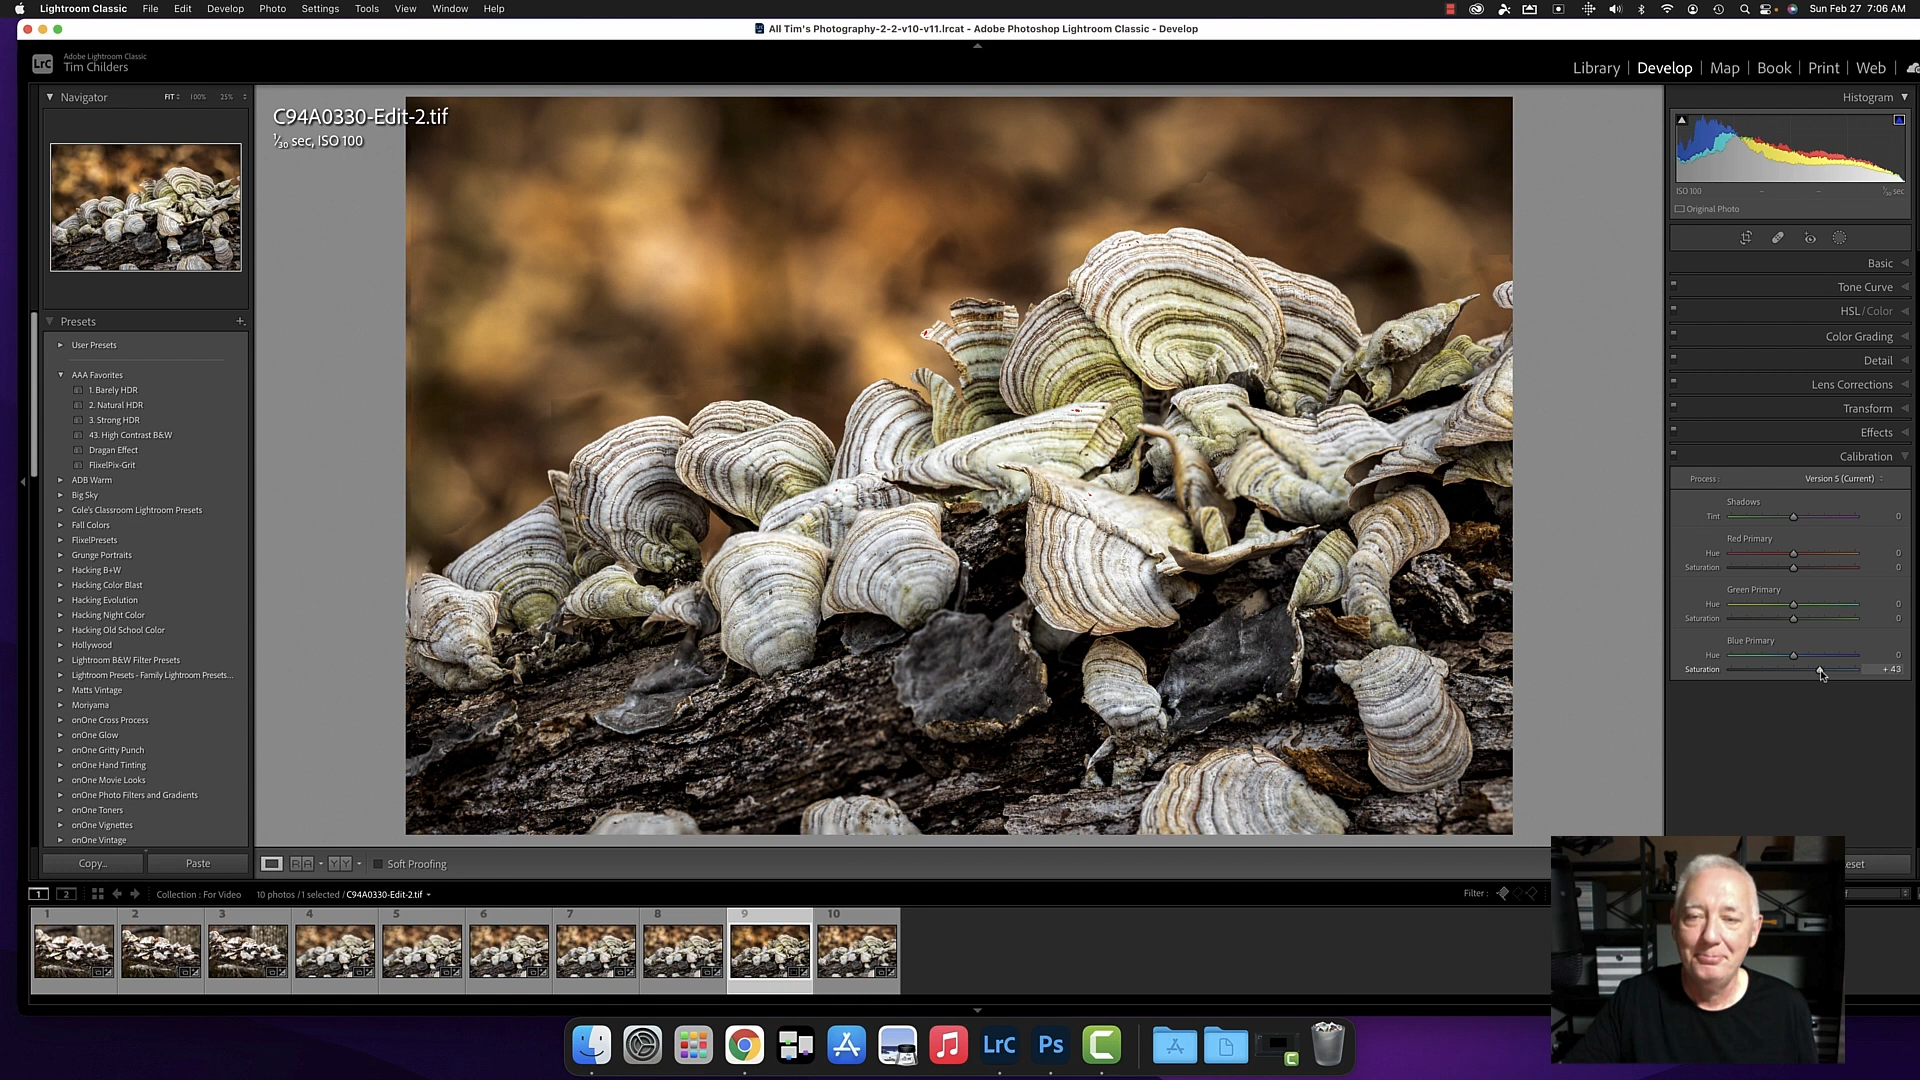 Lightroom Classic File Edit Develop Photo Settings Tools View Window Help
Sun Feb 27 7:06 AM
All Tim's Photography-2-2-v10-v11.lrcat - Adobe Photoshop Lightroom Classic - Develop
LrC
Adobe Lightroom Classic
Tim Childers
Library | Develop | Map | Book | Print | Web |
Navigator
FIT 100% 25%
Presets
User Presets
AAA Favorites
1. Barely HDR
2. Natural HDR
3. Strong HDR
43. High Contrast B&W
Dragan Effect
FlixelPix-Grit
ADB Warm
Big Sky
Cole's Classroom Lightroom Presets
Fall Colors
FlixelPresets
Grunge Portraits
Hacking B+W
Hacking Color Blast
Hacking Evolution
Hacking Night Color
Hacking Old School Color
Hollywood
Lightroom B&W Filter Presets
Lightroom Presets - Family Lightroom Presets...
Matts Vintage
Moriyama
onOne Cross Process
onOne Glow
onOne Gritty Punch
onOne Hand Tinting
onOne Movie Looks
onOne Photo Filters and Gradients
onOne Toners
onOne Vignettes
onOne Vintage
Copy... Paste
C94A0330-Edit-2.tif
1/30 sec, ISO 100
Histogram
ISO 100 – – 1/30 sec
Original Photo
Basic
Tone Curve
HSL / Color
Color Grading
Detail
Lens Corrections
Transform
Effects
Calibration
Process : Version 5 (Current)
Shadows
Tint 0
Red Primary
Hue 0
Saturation 0
Green Primary
Hue 0
Saturation 0
Blue Primary
Hue 0
Saturation + 43
R A Y Y Soft Proofing
eset
1 2 Collection : For Video 10 photos / 1 selected / C94A0330-Edit-2.tif
Filter :
1 2 3 4 5 6 7 8 9 10
LrC Ps